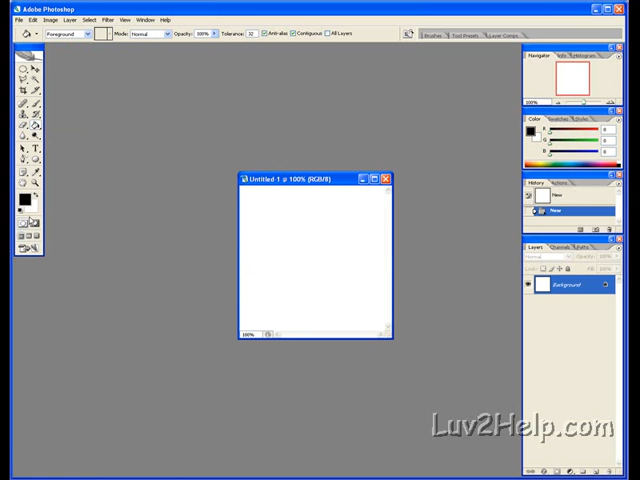 Adobe Photoshop
File Edit Image Layer Select Filter View Window Help
Foreground Mode: Normal Opacity: 100% Tolerance: 32 Anti-alias Contiguous All Layers Brushes Tool Presets Layer Comps
Navigator Info Histogram
100%
Color Swatches Styles
R 0
G 0
B 0
Untitled-1 @ 100% (RGB/8)
100%
History Actions
New
New
Layers Channels Paths
Normal Opacity: 100%
Lock: Fill: 100%
Background
Luv2Help.com